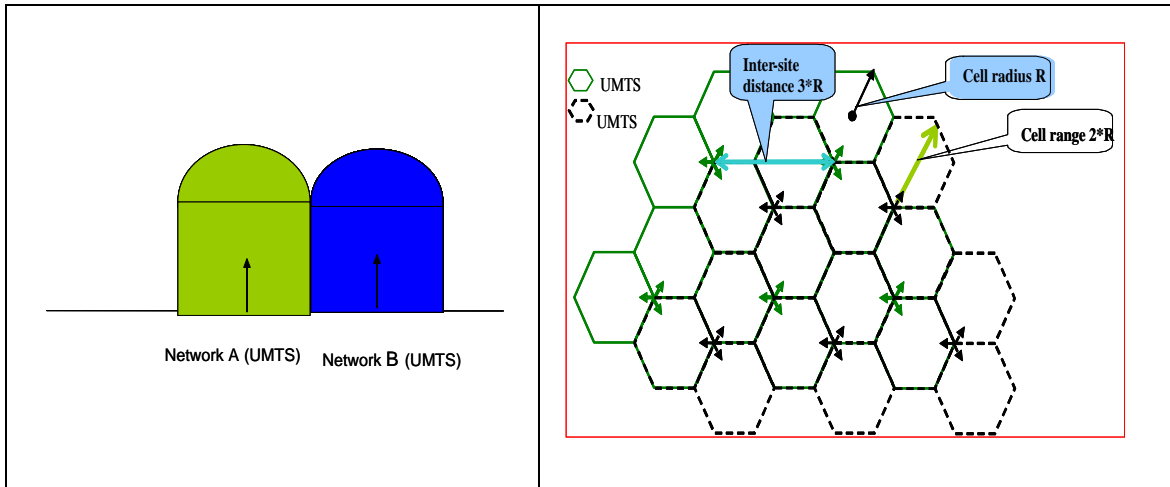 Network A (UMTS)
Network B (UMTS)
UMTS
UMTS
Inter-site
distance 3*R
Cell radius R
Cell range 2*R